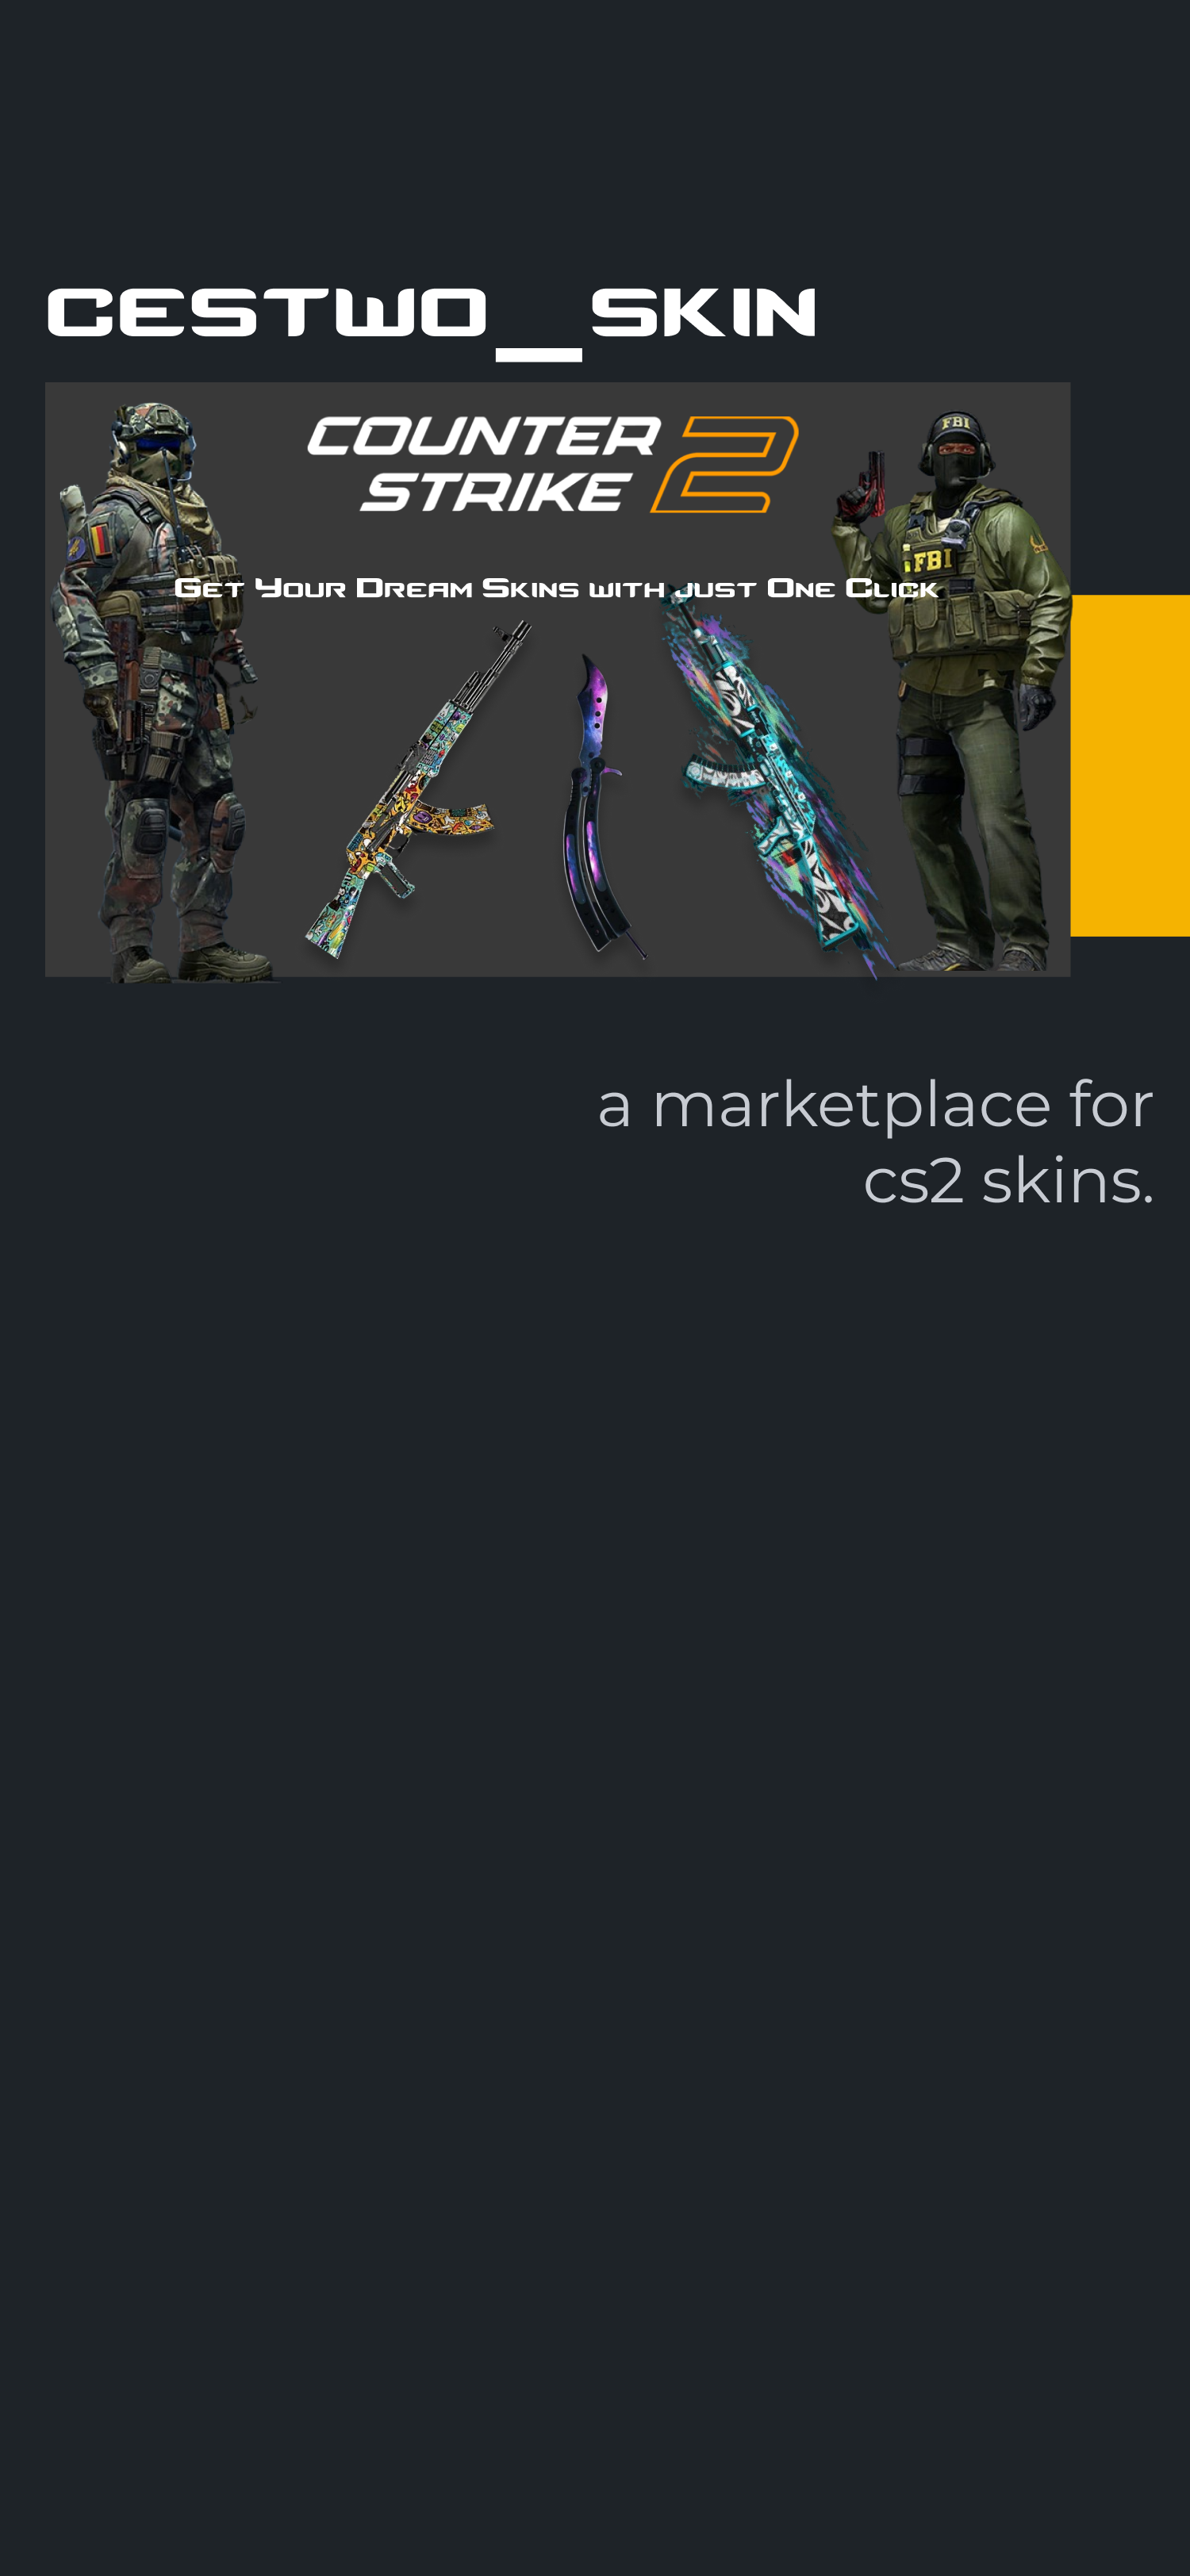 CESTWO_SKIN
COUNTER
STRIKE 2
FBI
Get Your Dream Skins with just One Click
FBI
a marketplace for
cs2 skins.